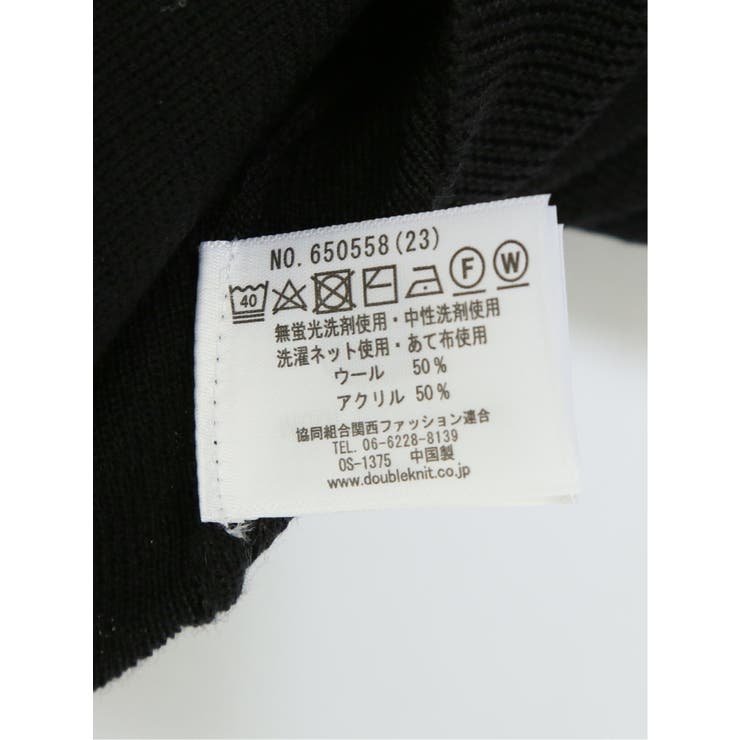 NO. 650558(23)
40 F W
無蛍光洗剤使用・中性洗剤使用
洗濯ネット使用・あて布使用
ウール 50%
アクリル 50%
協同組合関西ファッション連合
TEL. 06-6228-8139
OS-1375 中国製
www.doubleknit.co.jp